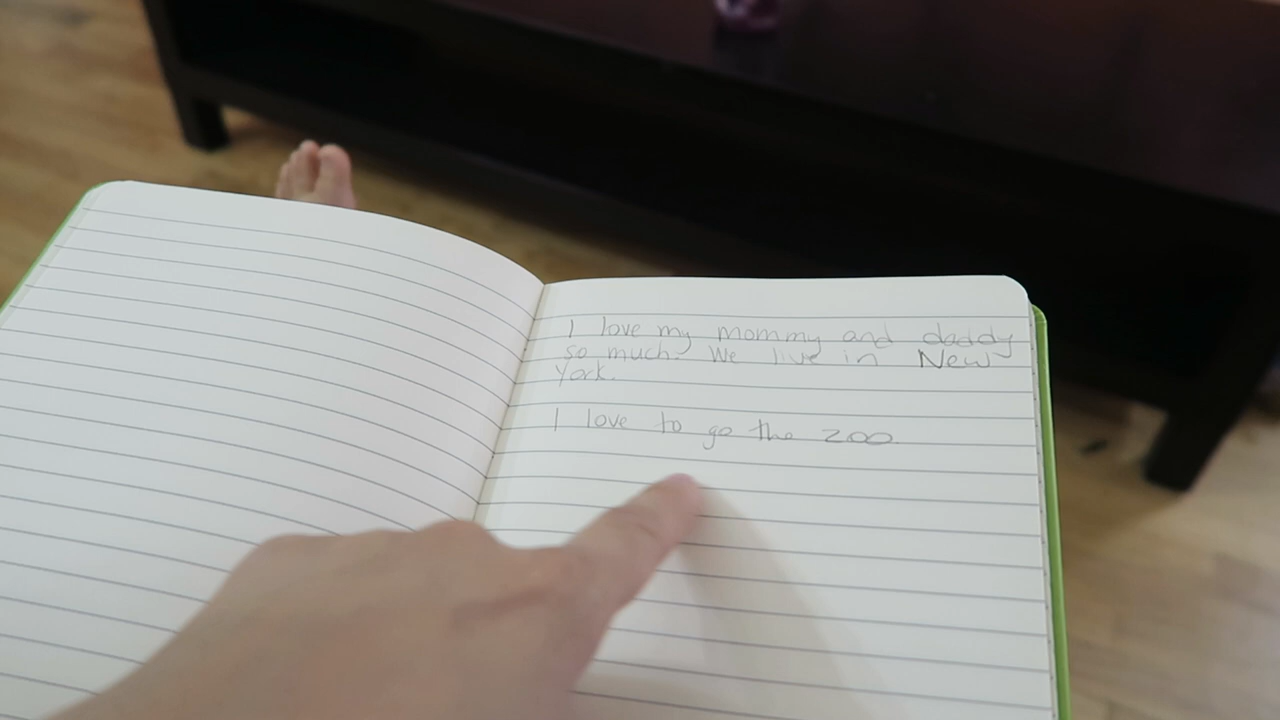 I love my mommy and daddy
so much. We live in New
York.
I love to go the zoo